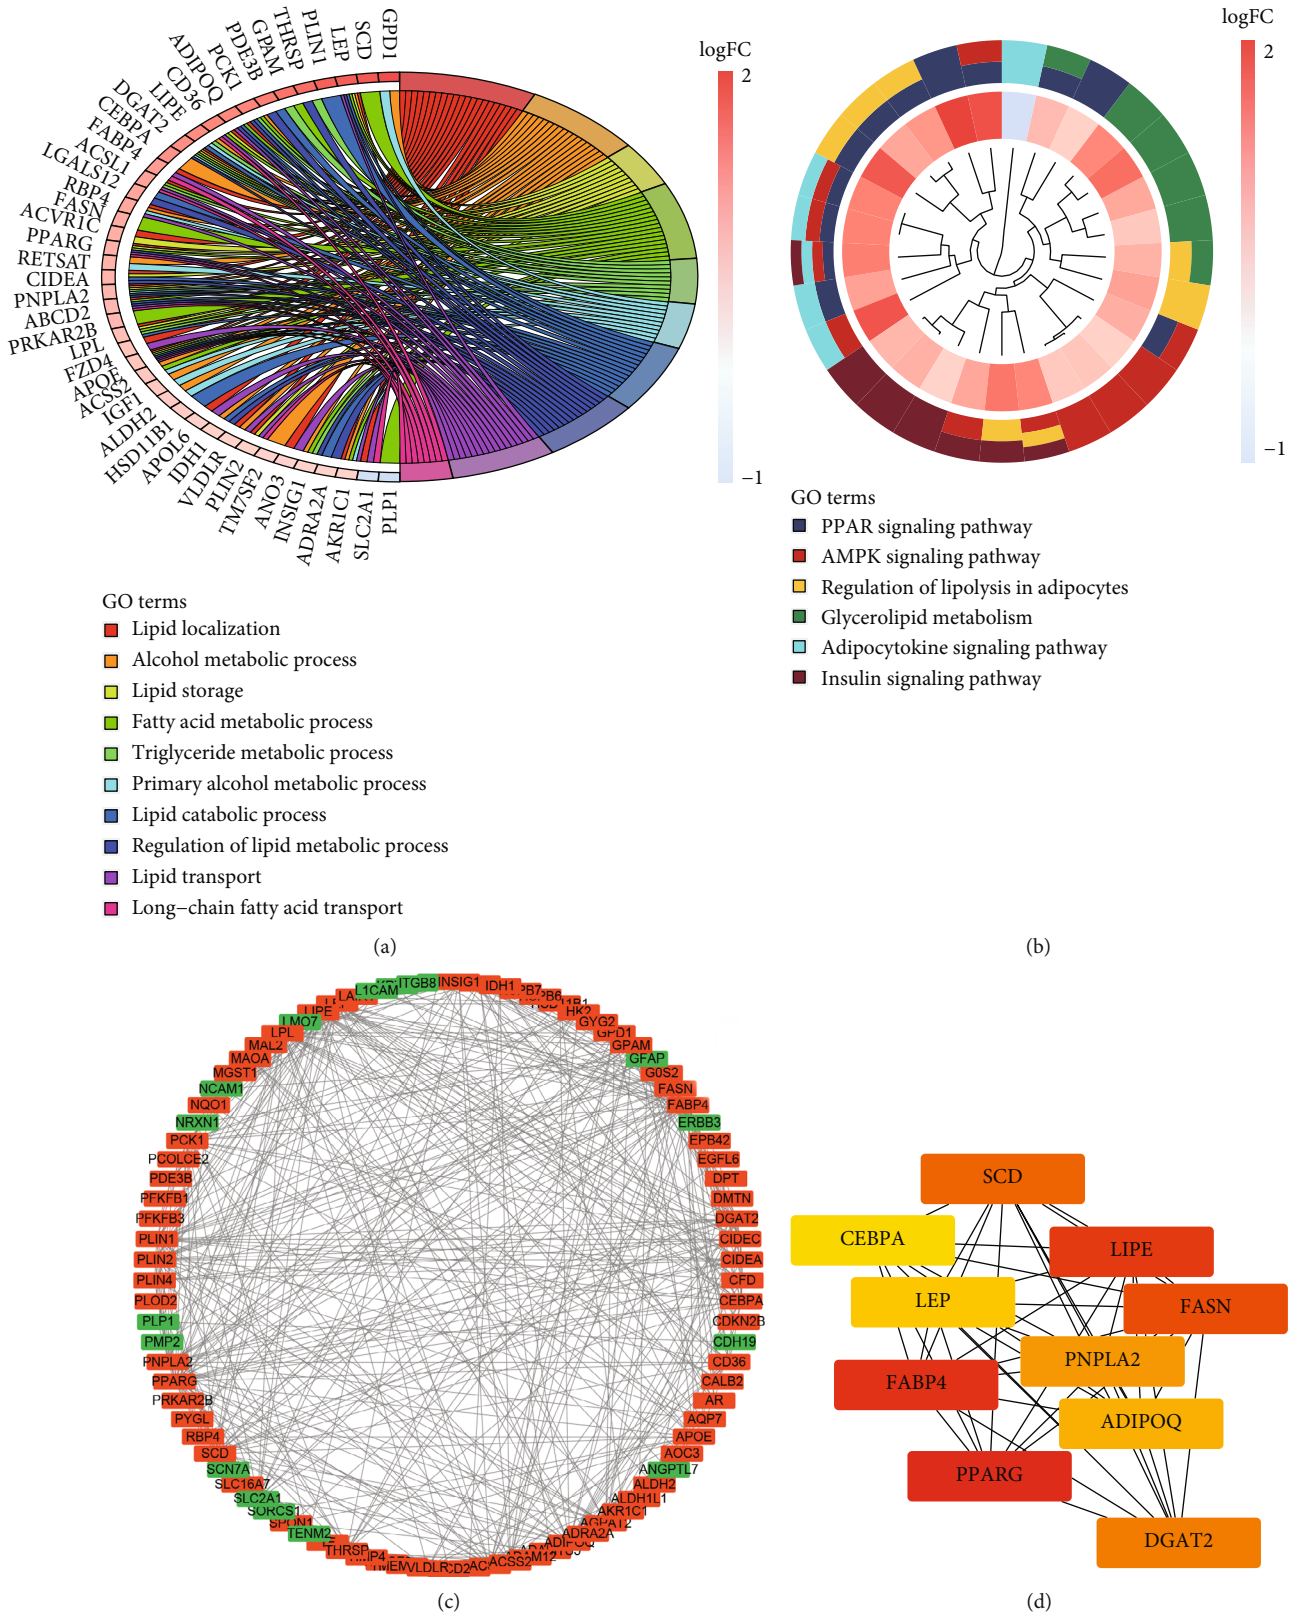 GPD1
SCD
LEP
PLIN1
THRSP
GPAM
PDE3B
PCK1
ADIPOQ
CD36
LIPE
DGAT2
CEBPA
FABP4
ACSL1
LGALS12
RBP4
FASN
ACVR1C
PPARG
RETSAT
CIDEA
PNPLA2
ABCD2
PRKAR2B
LPL
FZD4
APOE
ACSS2
IGF1
ALDH2
HSD11B1
APOL6
IDH1
VLDLR
PLIN2
TM7SF2
ANO3
INSIG1
ADRA2A
AKR1C1
SLC2A1
PLP1
logFC
2
−1
GO terms
Lipid localization
Alcohol metabolic process
Lipid storage
Fatty acid metabolic process
Triglyceride metabolic process
Primary alcohol metabolic process
Lipid catabolic process
Regulation of lipid metabolic process
Lipid transport
Long−chain fatty acid transport
(a)
logFC
2
−1
GO terms
PPAR signaling pathway
AMPK signaling pathway
Regulation of lipolysis in adipocytes
Glycerolipid metabolism
Adipocytokine signaling pathway
Insulin signaling pathway
(b)
INSIG1
IDH1
HK2
GYG2
GPD1
GPAM
GFAP
G0S2
FASN
FABP4
ERBB3
EPB42
EGFL6
DPT
DMTN
DGAT2
CIDEC
CIDEA
CFD
CEBPA
CDKN2B
CDH19
CD36
CALB2
AR
AQP7
APOE
AOC3
ANGPTL7
ALDH2
ALDH1L1
AKR1C1
AGPAT2
ADRA2A
ADIPOQ
ACSS2
VLDLR
THRSP
TENM2
SPON1
SORCS1
SLC2A1
SLC16A7
SCN7A
SCD
RBP4
PYGL
PRKAR2B
PPARG
PNPLA2
PMP2
PLP1
PLOD2
PLIN4
PLIN2
PLIN1
PFKFB3
PFKFB1
PDE3B
PCOLCE2
PCK1
NRXN1
NQO1
NCAM1
MGST1
MAOA
MAL2
LPL
LMO7
LIPE
L1CAM
ITGB8
(c)
SCD
CEBPA
LIPE
LEP
FASN
PNPLA2
FABP4
ADIPOQ
PPARG
DGAT2
(d)